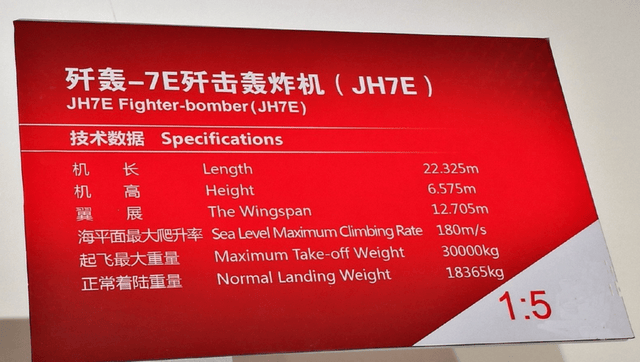 歼轰-7E歼击轰炸机（JH7E）
JH7E Fighter-bomber(JH7E)
技术数据 Specifications
机 长 Length 22.325m
机 高 Height 6.575m
翼 展 The Wingspan 12.705m
海平面最大爬升率 Sea Level Maximum Climbing Rate 180m/s
起飞最大重量 Maximum Take-off Weight 30000kg
正常着陆重量 Normal Landing Weight 18365kg
1:5